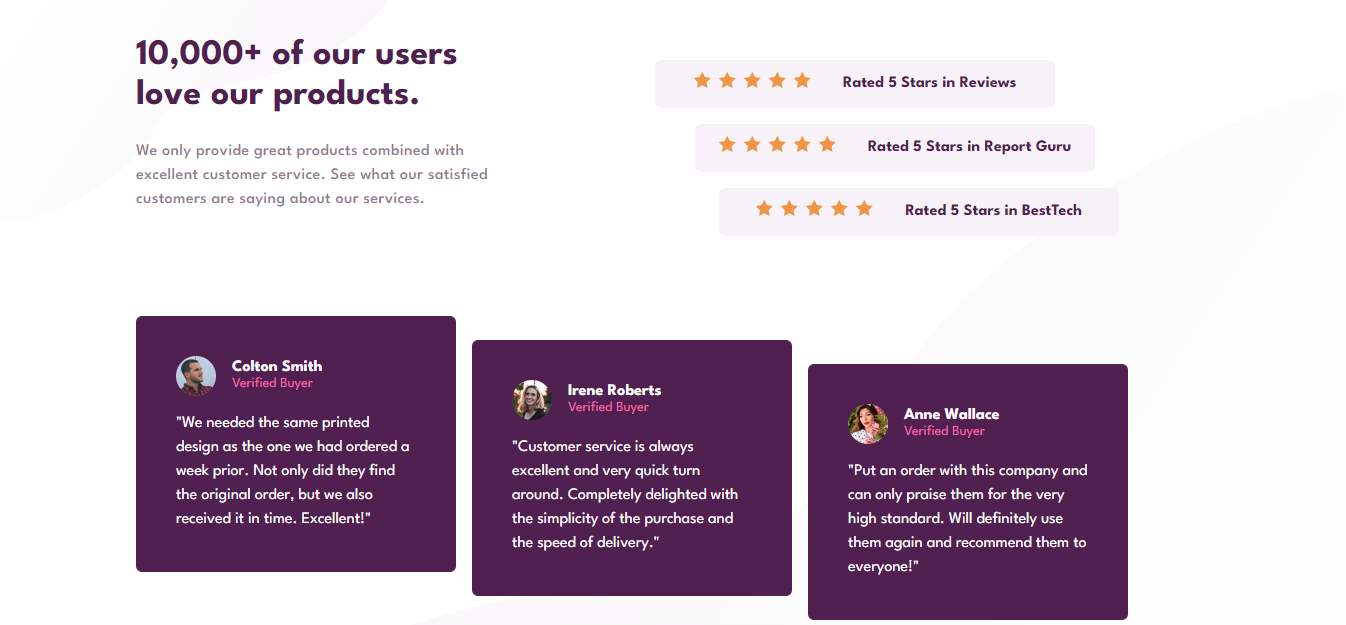 10,000+ of our users
love our products.
We only provide great products combined with
excellent customer service. See what our satisfied
customers are saying about our services.
Rated 5 Stars in Reviews
Rated 5 Stars in Report Guru
Rated 5 Stars in BestTech
Colton Smith
Verified Buyer
"We needed the same printed
design as the one we had ordered a
week prior. Not only did they find
the original order, but we also
received it in time. Excellent!"
Irene Roberts
Verified Buyer
"Customer service is always
excellent and very quick turn
around. Completely delighted with
the simplicity of the purchase and
the speed of delivery."
Anne Wallace
Verified Buyer
"Put an order with this company and
can only praise them for the very
high standard. Will definitely use
them again and recommend them to
everyone!"